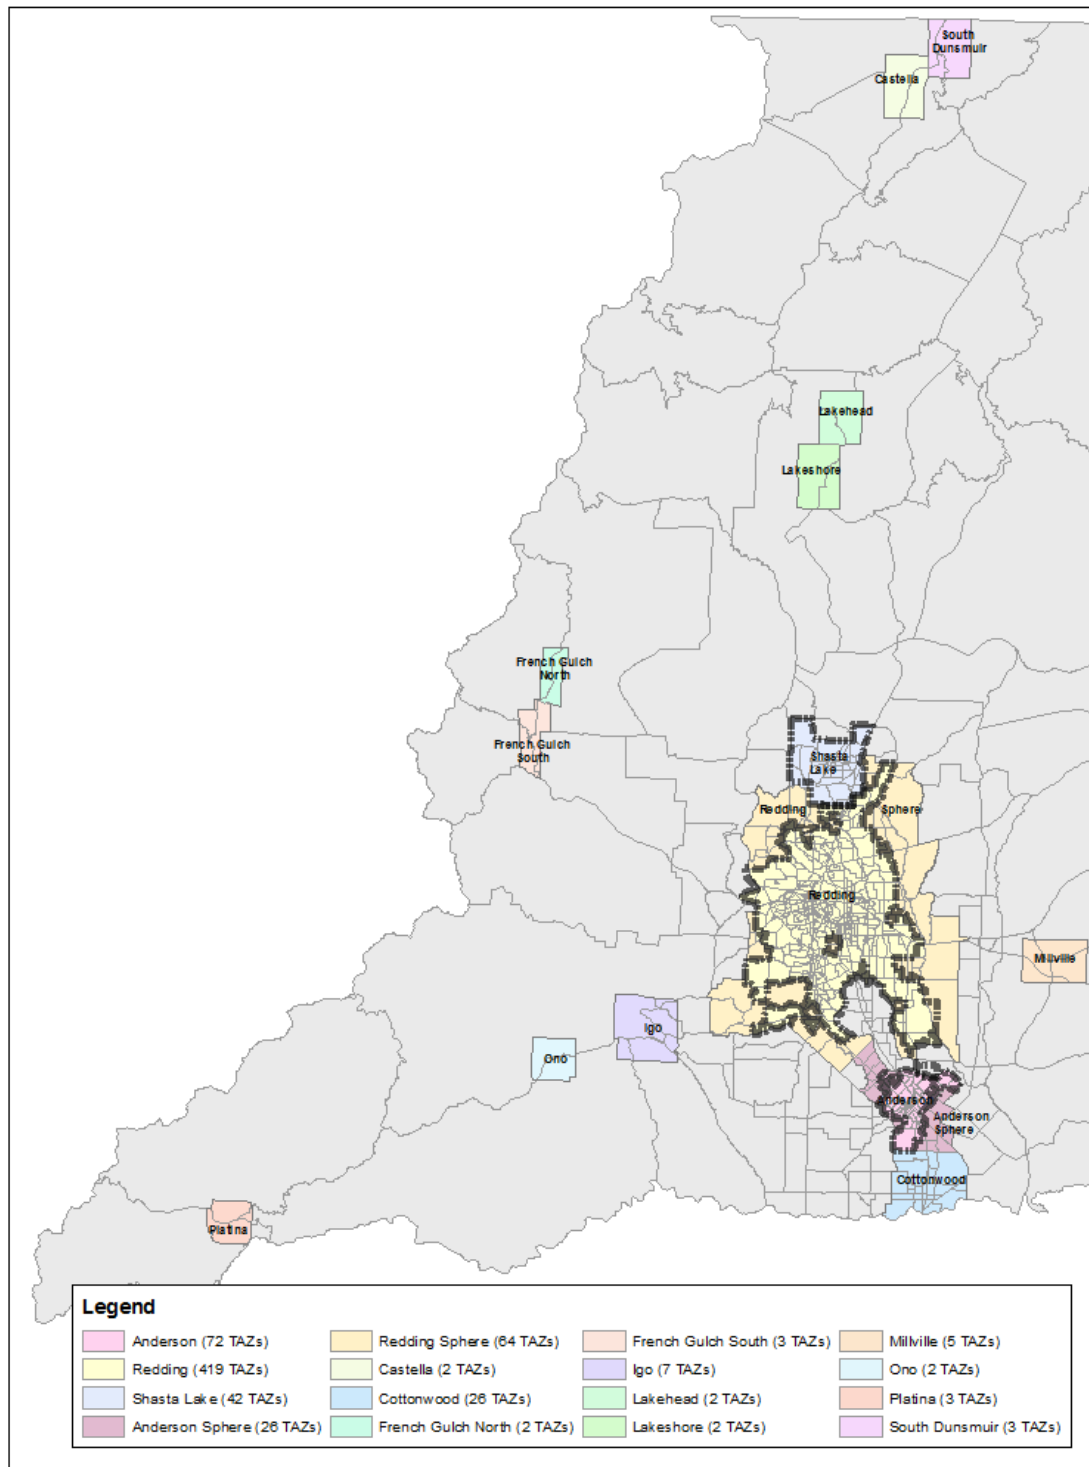 South
Dunsmuir
Castella
Lakehead
Lakeshore
French Gulch
North
French Gulch
South
Shasta
Lake
Redding
Sphere
Redding
Millville
Igo
Ono
Anderson
Anderson
Sphere
Cottonwood
Platina
Legend
Anderson (72 TAZs)
Redding (419 TAZs)
Shasta Lake (42 TAZs)
Anderson Sphere (26 TAZs)
Redding Sphere (64 TAZs)
Castella (2 TAZs)
Cottonwood (26 TAZs)
French Gulch North (2 TAZs)
French Gulch South (3 TAZs)
Igo (7 TAZs)
Lakehead (2 TAZs)
Lakeshore (2 TAZs)
Millville (5 TAZs)
Ono (2 TAZs)
Platina (3 TAZs)
South Dunsmuir (3 TAZs)